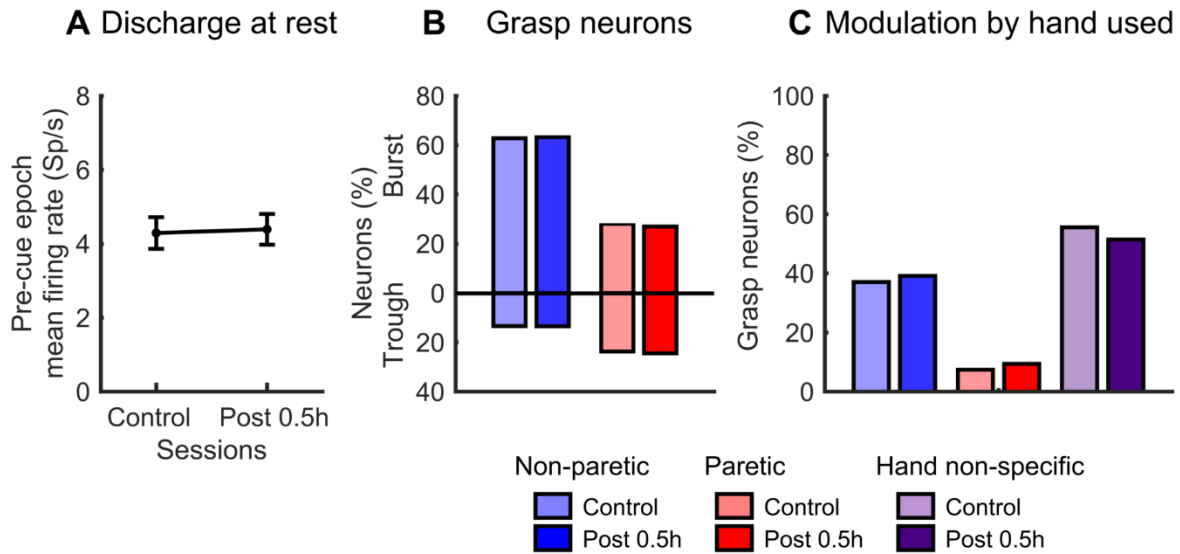 A Discharge at rest
Pre-cue epoch
mean firing rate (Sp/s)
8
6
4
2
0
Control Post 0.5h
Sessions
B Grasp neurons
Neurons (%)
Trough Burst
80
60
40
20
0
20
40
C Modulation by hand used
Grasp neurons (%)
100
80
60
40
20
0
Non-paretic Paretic Hand non-specific
Control Control Control
Post 0.5h Post 0.5h Post 0.5h